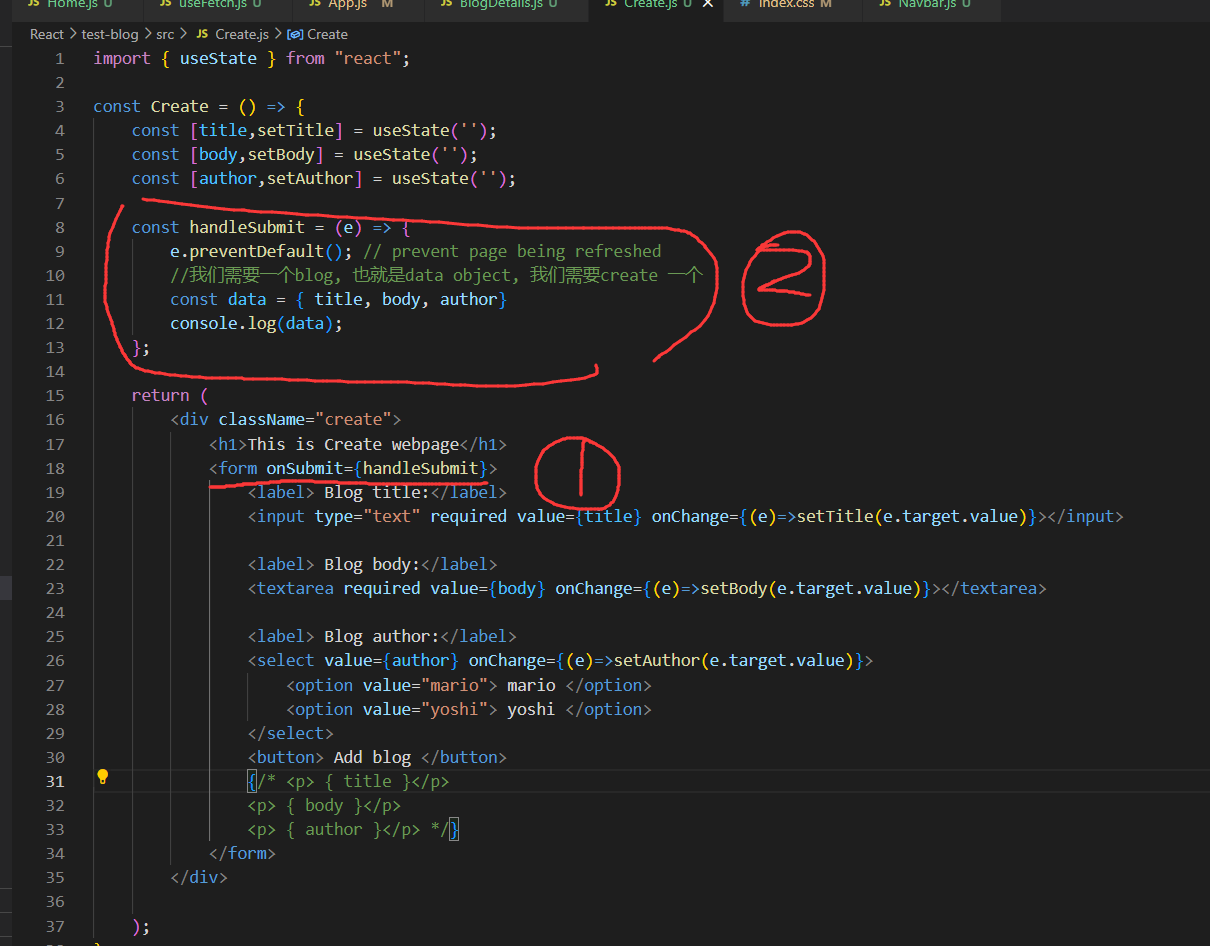 JS Home.js U JS useFetch.js U JS App.js M JS BlogDetails.js U JS Create.js U # index.css M JS Navbar.js U
React > test-blog > src > JS Create.js > Create
1 import { useState } from "react";
2
3 const Create = () => {
4 const [title,setTitle] = useState('');
5 const [body,setBody] = useState('');
6 const [author,setAuthor] = useState('');
7
8 const handleSubmit = (e) => {
9 e.preventDefault(); // prevent page being refreshed
10 //我们需要一个blog, 也就是data object, 我们需要create 一个
11 const data = { title, body, author}
12 console.log(data);
13 };
2
14
15 return (
16 <div className="create">
17 <h1>This is Create webpage</h1>
18 <form onSubmit={handleSubmit}>
1
19 <label> Blog title:</label>
20 <input type="text" required value={title} onChange={(e)=>setTitle(e.target.value)}></input>
21
22 <label> Blog body:</label>
23 <textarea required value={body} onChange={(e)=>setBody(e.target.value)}></textarea>
24
25 <label> Blog author:</label>
26 <select value={author} onChange={(e)=>setAuthor(e.target.value)}>
27 <option value="mario"> mario </option>
28 <option value="yoshi"> yoshi </option>
29 </select>
30 <button> Add blog </button>
31 {/* <p> { title }</p>
32 <p> { body }</p>
33 <p> { author }</p> */}
34 </form>
35 </div>
36
37 );